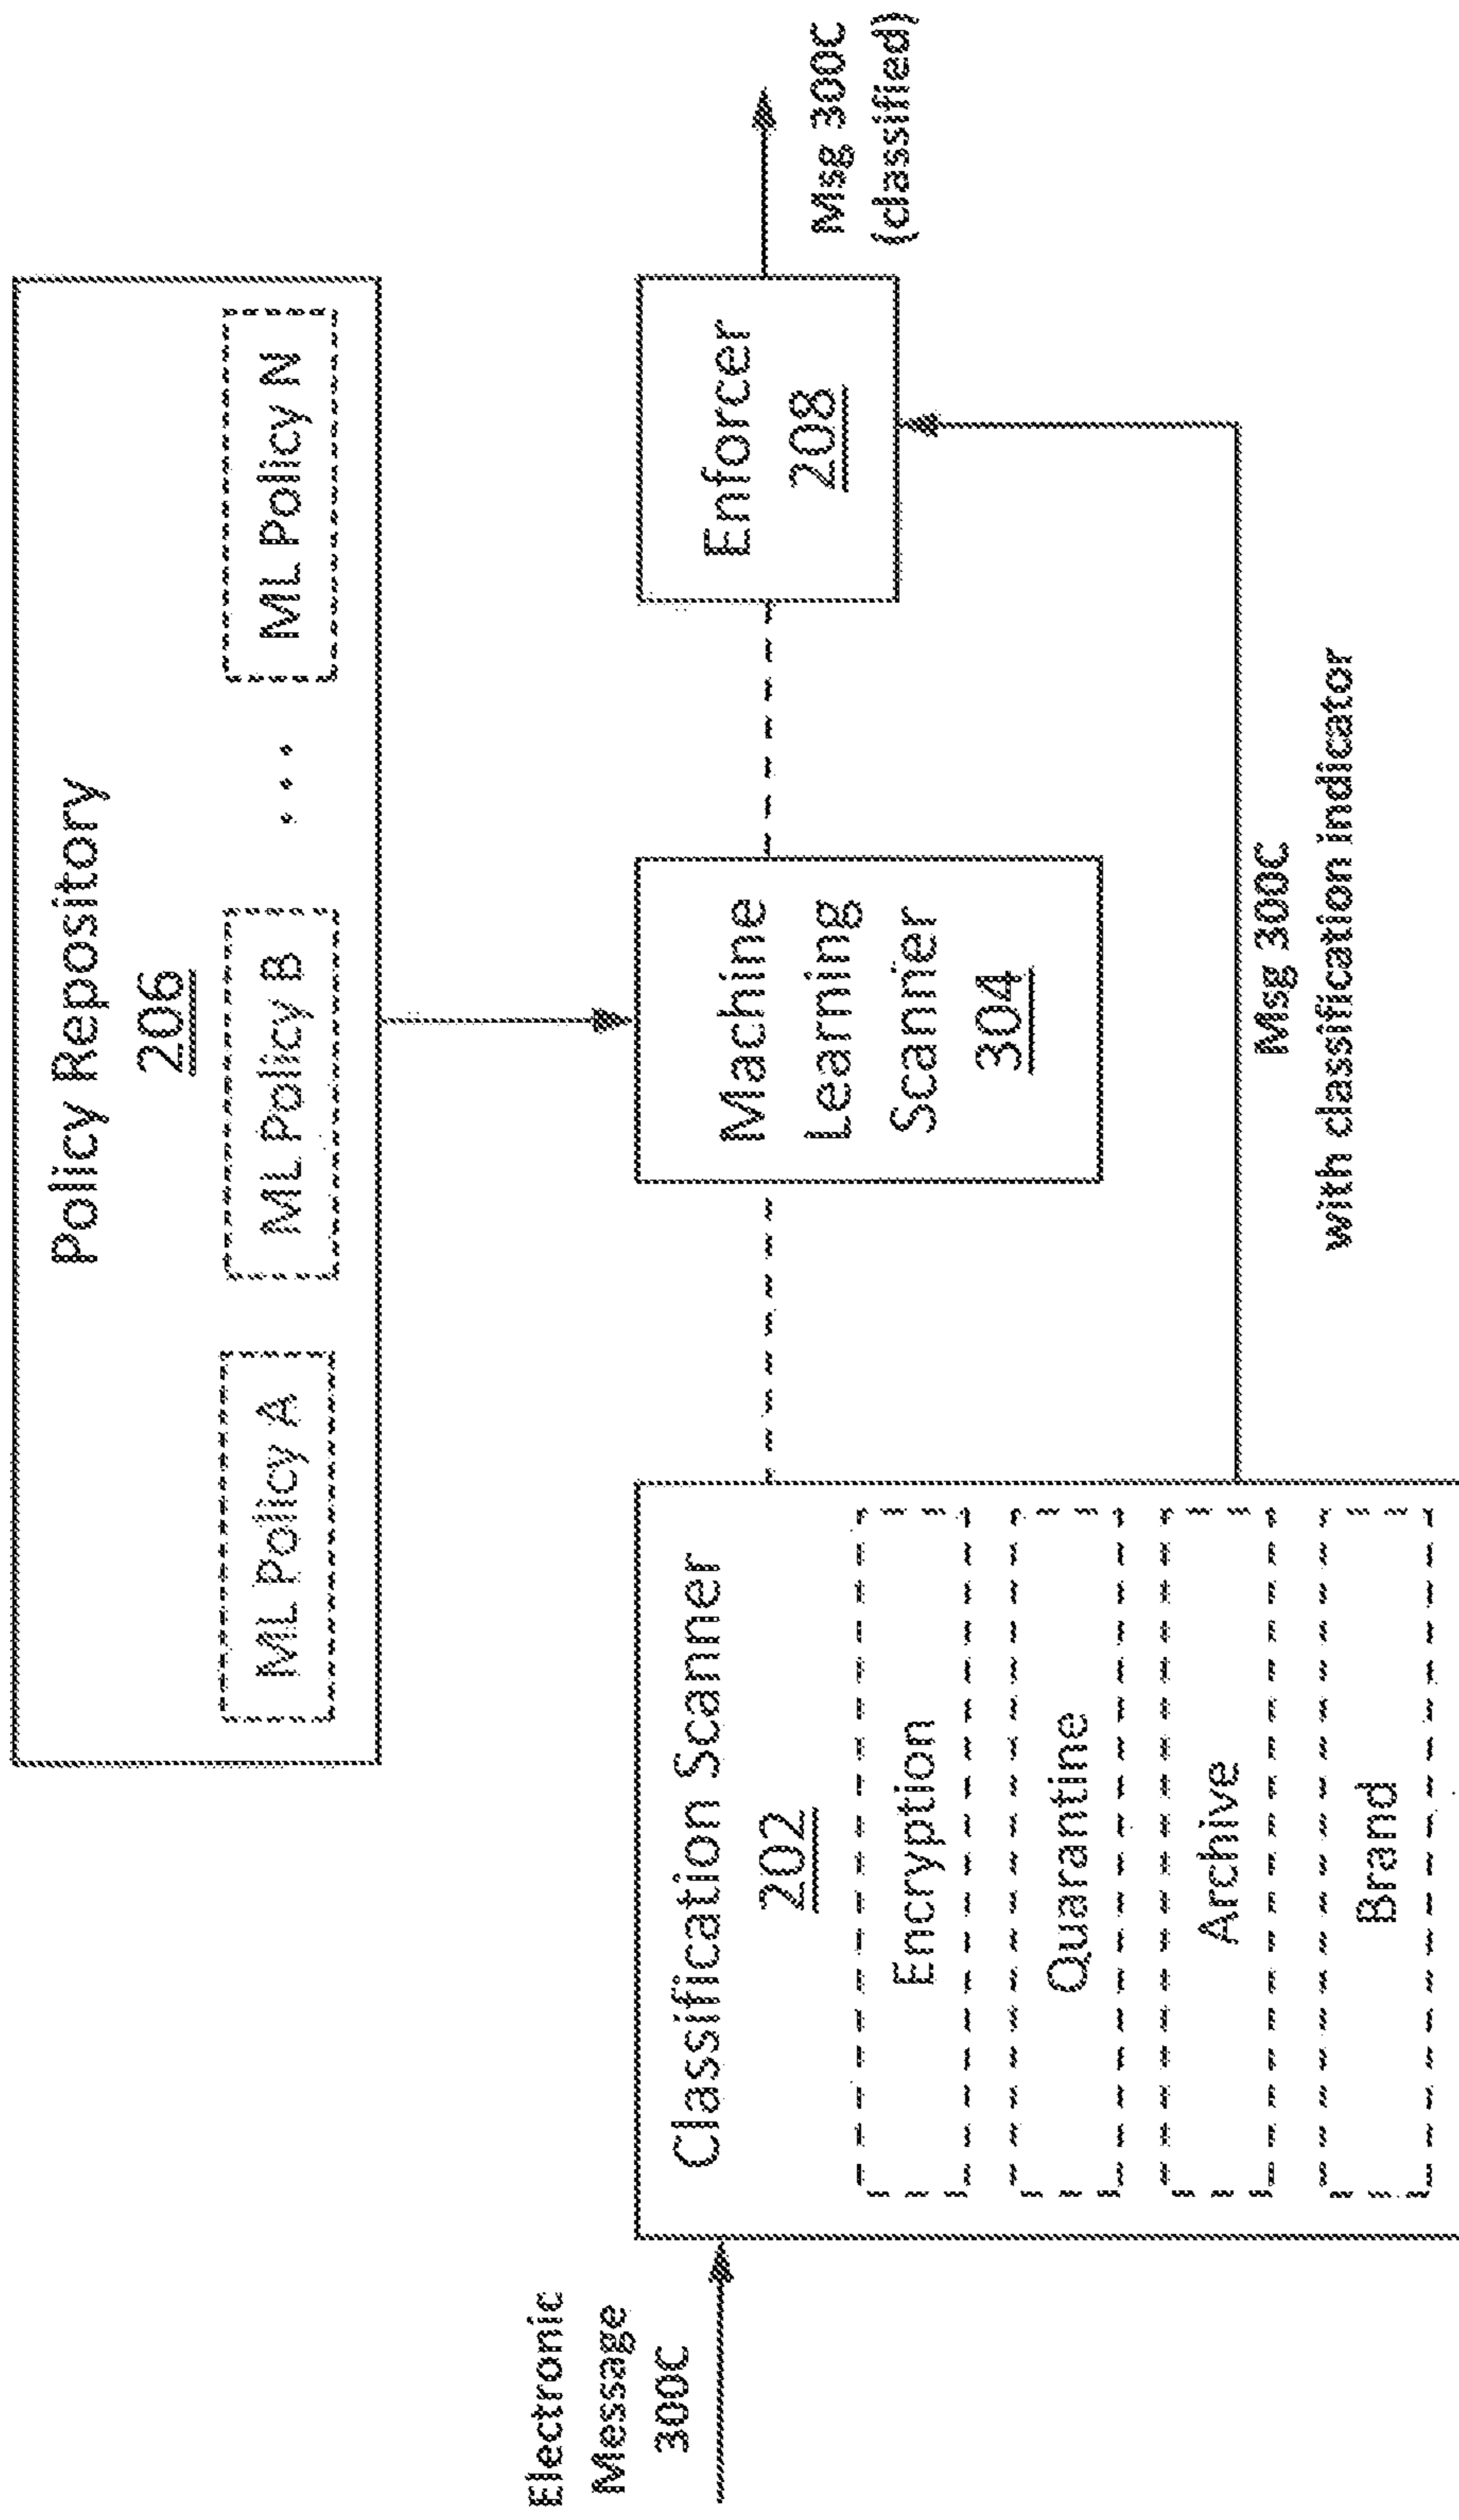 Policy Repository
206
ML Policy A
ML Policy B
. . .
ML Policy N
Electronic
Message
300C
Classification Scanner
202
Encryption
Quarantine
Archive
Brand
Machine
Learning
Scanner
304
Enforcer
208
Msg 300C
(classified)
Msg 300C
with classification indicator